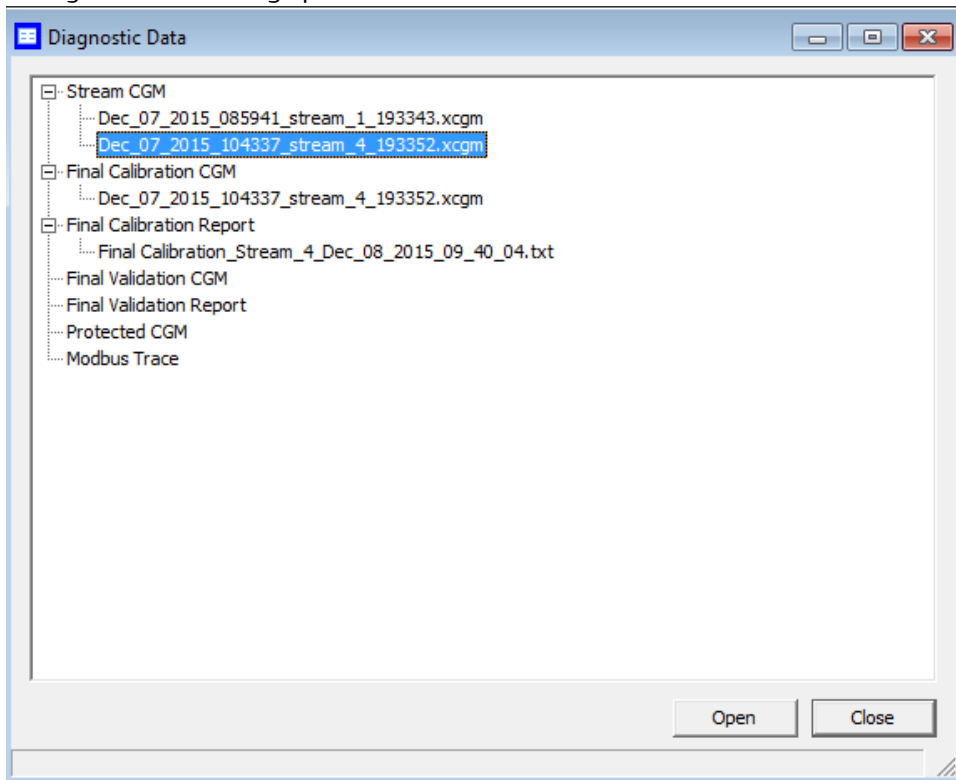 Diagnostic Data
Stream CGM
Dec_07_2015_085941_stream_1_193343.xcgm
Dec_07_2015_104337_stream_4_193352.xcgm
Final Calibration CGM
Dec_07_2015_104337_stream_4_193352.xcgm
Final Calibration Report
Final Calibration_Stream_4_Dec_08_2015_09_40_04.txt
Final Validation CGM
Final Validation Report
Protected CGM
Modbus Trace
Open Close